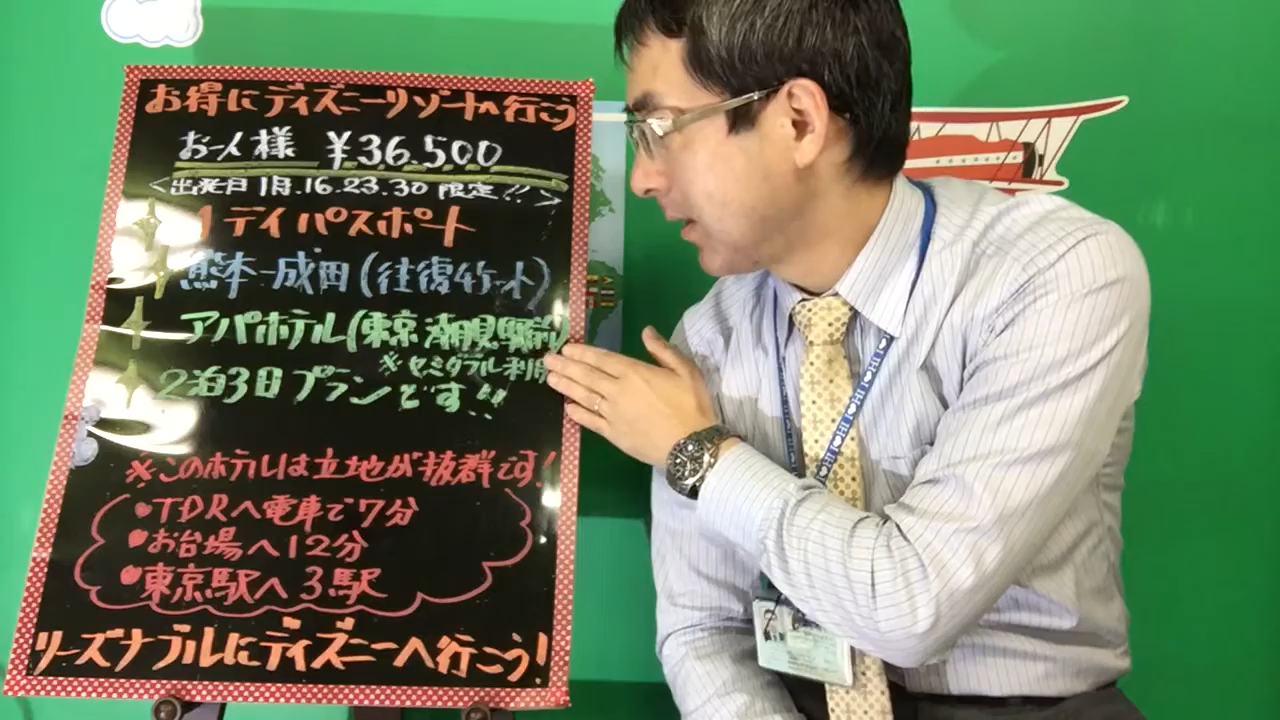 お得にディズニーリゾートへ行こう
お一人様 ¥36.500
<出発日 1月.16.23.30 限定!!>
1デイパスポート
熊本-成田(往復チケット)
アパホテル(東京潮見駅前)
※セミダブル利用
2泊3日プランどす!!
※このホテルは立地が抜群です!
•TDRへ電車で7分
•お台場へ12分
•東京駅へ3駅
リーズナブルにディズニーへ行こう!